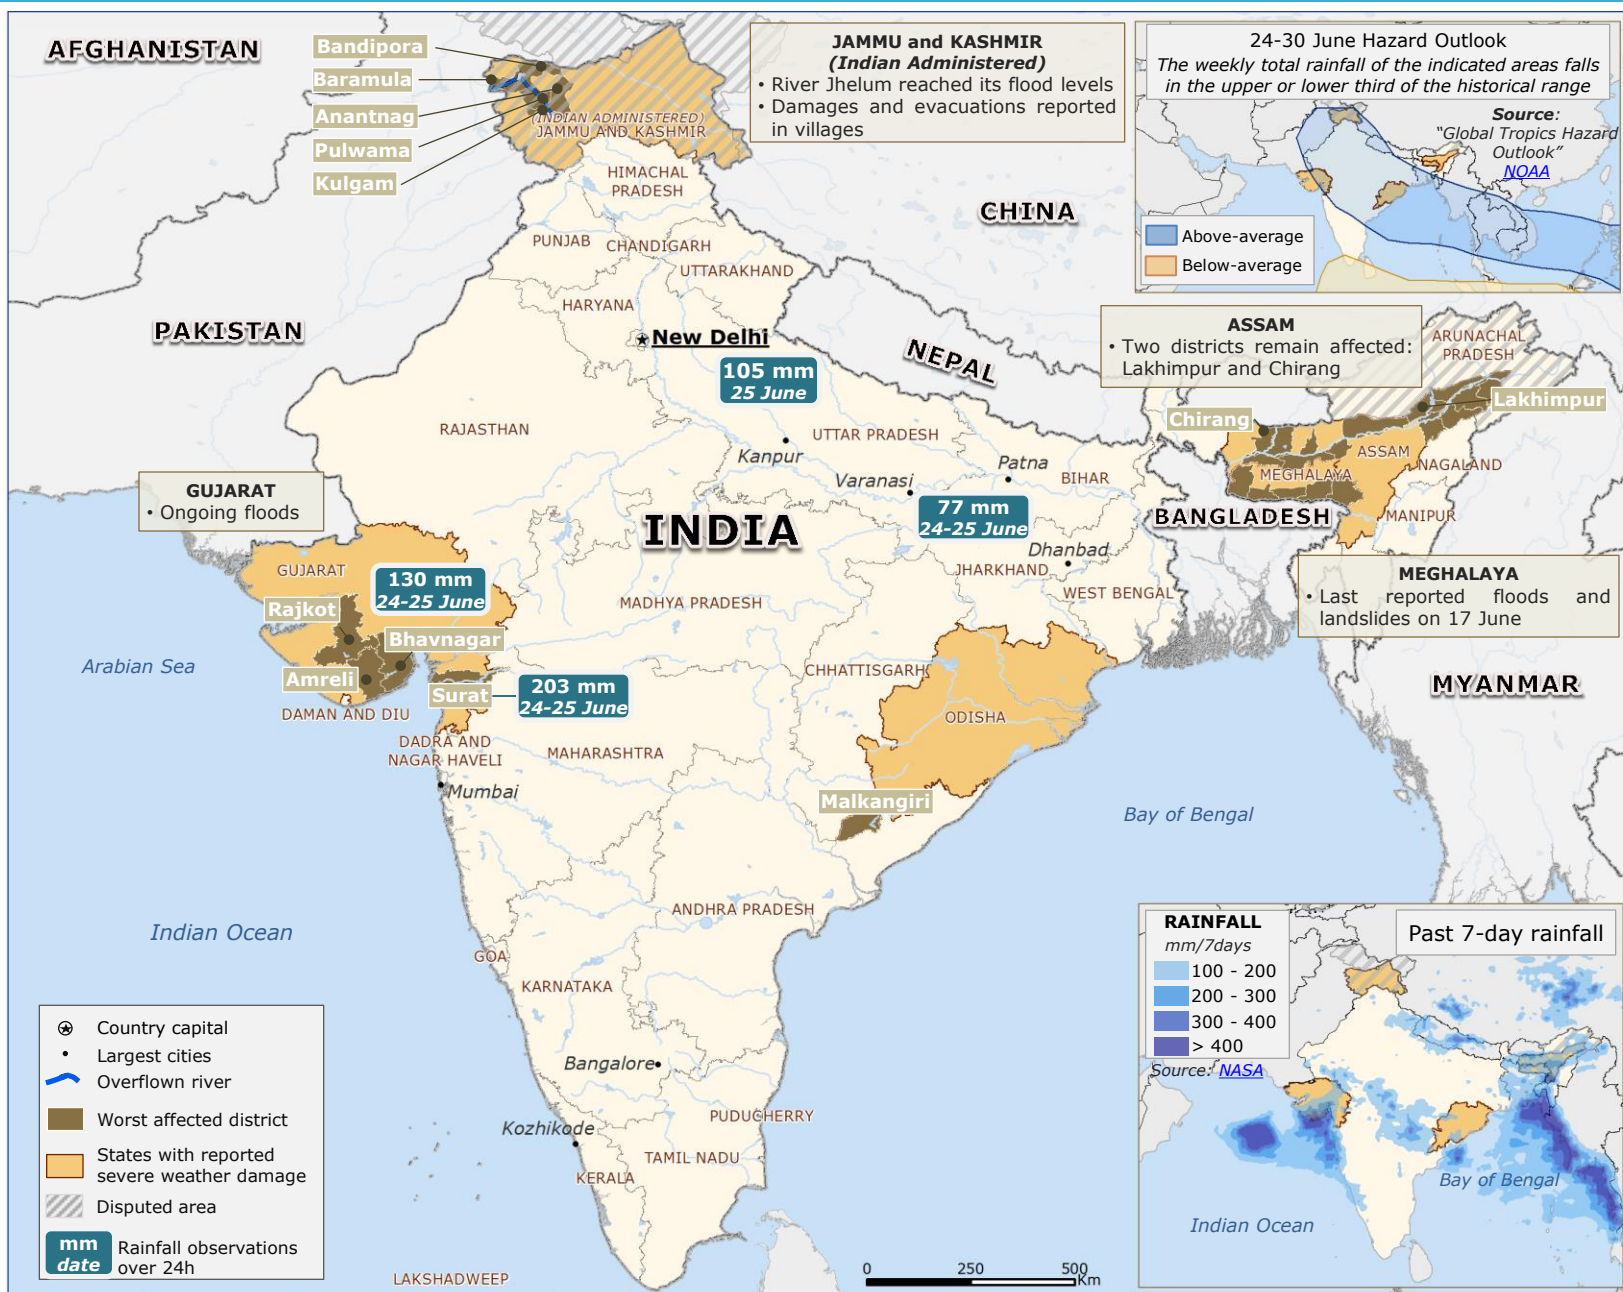 AFGHANISTAN
Bandipora
Baramula
Anantnag
Pulwama
Kulgam
(INDIAN ADMINISTERED)
JAMMU AND KASHMIR
JAMMU and KASHMIR
(Indian Administered)
• River Jhelum reached its flood levels
• Damages and evacuations reported
in villages
24-30 June Hazard Outlook
The weekly total rainfall of the indicated areas falls
in the upper or lower third of the historical range
Source:
"Global Tropics Hazard
Outlook"
NOAA
Above-average
Below-average
HIMACHAL
PRADESH
CHINA
PUNJAB
CHANDIGARH
UTTARAKHAND
HARYANA
PAKISTAN
New Delhi
NEPAL
105 mm
25 June
ASSAM
• Two districts remain affected:
Lakhimpur and Chirang
ARUNACHAL
PRADESH
Lakhimpur
Chirang
RAJASTHAN
UTTAR PRADESH
Kanpur
Patna
BIHAR
Varanasi
ASSAM
NAGALAND
MEGHALAYA
MANIPUR
GUJARAT
• Ongoing floods
INDIA
77 mm
24-25 June
BANGLADESH
Dhanbad
JHARKHAND
WEST BENGAL
MEGHALAYA
• Last reported floods and
landslides on 17 June
GUJARAT
130 mm
24-25 June
Rajkot
Bhavnagar
MADHYA PRADESH
Arabian Sea
Amreli
Surat
203 mm
24-25 June
CHHATTISGARH
MYANMAR
DAMAN AND DIU
ODISHA
DADRA AND
NAGAR HAVELI
MAHARASHTRA
Mumbai
Malkangiri
Bay of Bengal
Indian Ocean
ANDHRA PRADESH
GOA
KARNATAKA
RAINFALL
mm/7days
100 - 200
200 - 300
300 - 400
> 400
Source: NASA
Past 7-day rainfall
Bay of Bengal
Indian Ocean
Country capital
Largest cities
Overflown river
Worst affected district
States with reported
severe weather damage
Disputed area
mm
date
Rainfall observations
over 24h
Bangalore
PUDUCHERRY
Kozhikode
TAMIL NADU
KERALA
LAKSHADWEEP
0 250 500
Km